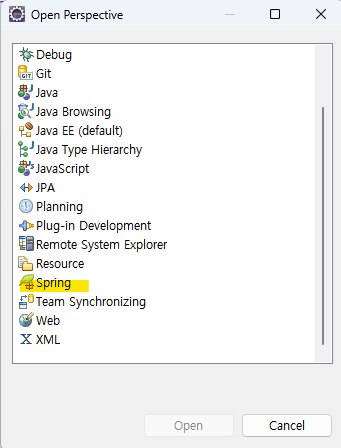 Open Perspective
Debug
GIT Git
Java
Java Browsing
Java EE (default)
Java Type Hierarchy
JavaScript
JPA
Planning
Plug-in Development
Remote System Explorer
Resource
Spring
Team Synchronizing
Web
X XML
Open Cancel